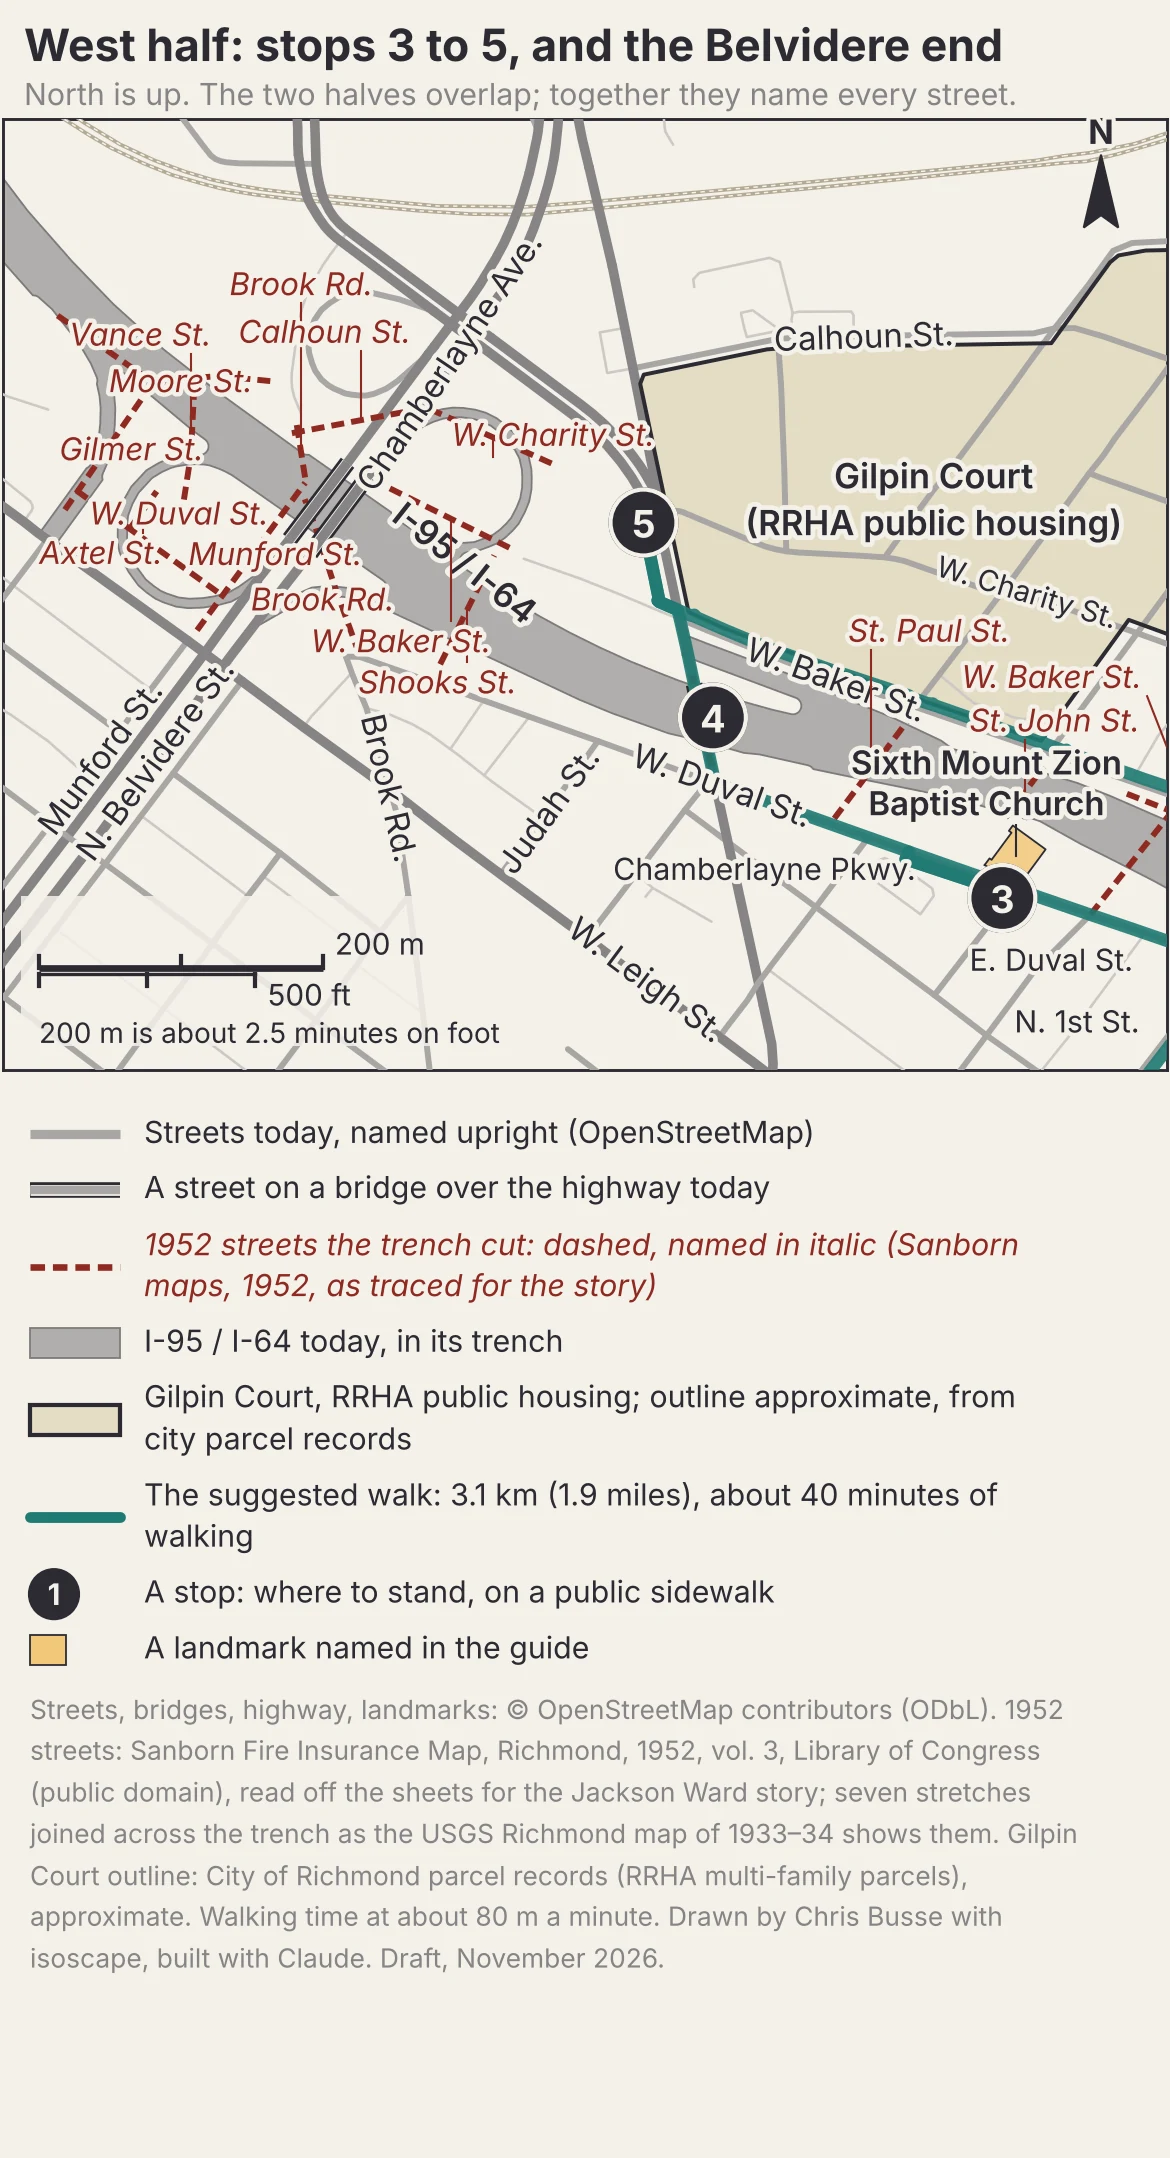 West half: stops 3 to 5, and the Belvidere end
North is up. The two halves overlap; together they name every street.
N
Chamberlayne Ave.
Brook Rd.
Vance St.
Calhoun St.
Calhoun St.
Moore St.
Gilmer St.
W. Charity St.
Gilpin Court
(RRHA public housing)
5
W. Duval St.
I-95 / I-64
Axtel St.
Munford St.
W. Charity St.
Brook Rd.
W. Baker St.
St. Paul St.
W. Baker St.
Shooks St.
W. Baker St.
St. John St.
4
Munford St.
N. Belvidere St.
Brook Rd.
Judah St.
W. Duval St.
Sixth Mount Zion
Baptist Church
Chamberlayne Pkwy.
3
W. Leigh St.
E. Duval St.
N. 1st St.
200 m
500 ft
200 m is about 2.5 minutes on foot
Streets today, named upright (OpenStreetMap)
A street on a bridge over the highway today
1952 streets the trench cut: dashed, named in italic (Sanborn
maps, 1952, as traced for the story)
I-95 / I-64 today, in its trench
Gilpin Court, RRHA public housing; outline approximate, from
city parcel records
The suggested walk: 3.1 km (1.9 miles), about 40 minutes of
walking
1
A stop: where to stand, on a public sidewalk
A landmark named in the guide
Streets, bridges, highway, landmarks: © OpenStreetMap contributors (ODbL). 1952
streets: Sanborn Fire Insurance Map, Richmond, 1952, vol. 3, Library of Congress
(public domain), read off the sheets for the Jackson Ward story; seven stretches
joined across the trench as the USGS Richmond map of 1933–34 shows them. Gilpin
Court outline: City of Richmond parcel records (RRHA multi-family parcels),
approximate. Walking time at about 80 m a minute. Drawn by Chris Busse with
isoscape, built with Claude. Draft, November 2026.